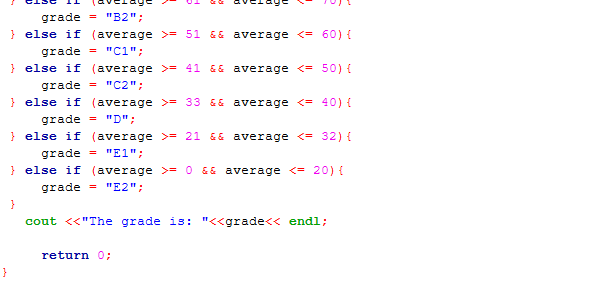 } else if (average >= 61 && average <= 70){
grade = "B2";
} else if (average >= 51 && average <= 60){
grade = "C1";
} else if (average >= 41 && average <= 50){
grade = "C2";
} else if (average >= 33 && average <= 40){
grade = "D";
} else if (average >= 21 && average <= 32){
grade = "E1";
} else if (average >= 0 && average <= 20){
grade = "E2";
}
cout <<"The grade is: "<<grade<< endl;
return 0;
}